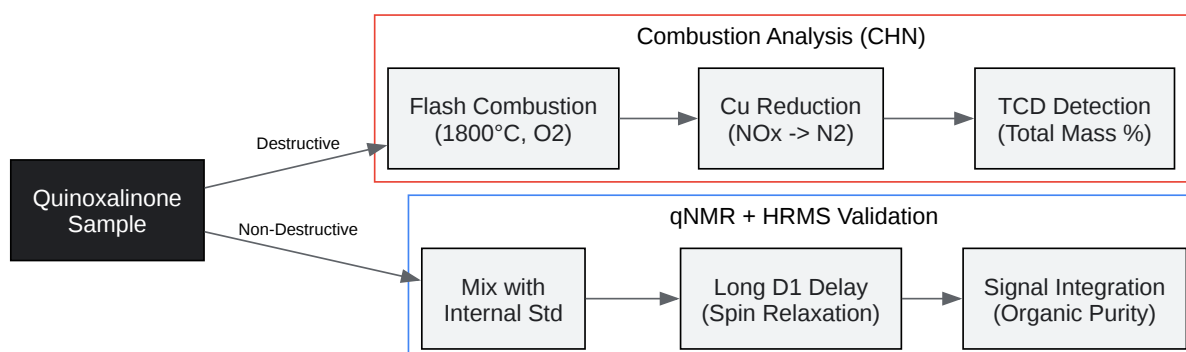 Combustion Analysis (CHN)
Flash Combustion
(1800°C, O2)
Cu Reduction
(NOx -> N2)
TCD Detection
(Total Mass %)
Destructive
Quinoxalinone
Sample
Non-Destructive
qNMR + HRMS Validation
Mix with
Internal Std
Long D1 Delay
(Spin Relaxation)
Signal Integration
(Organic Purity)